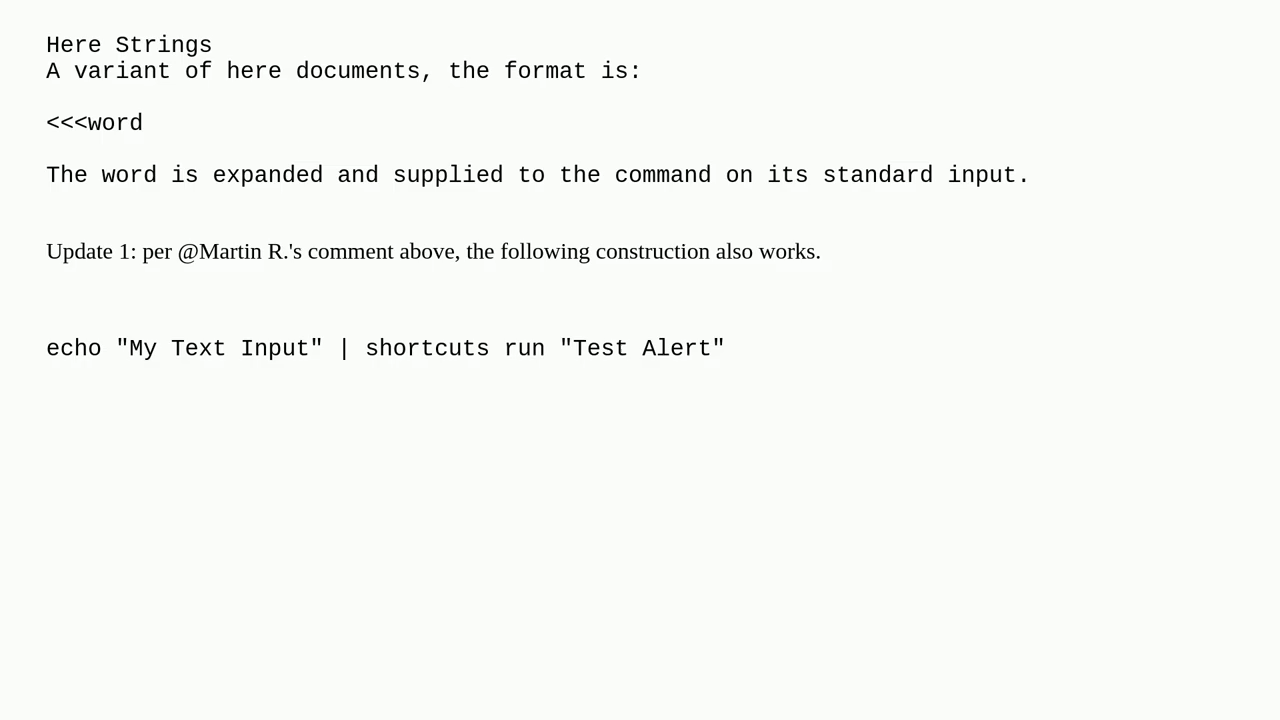 Here Strings
A variant of here documents, the format is:
<<<word
The word is expanded and supplied to the command on its standard input.
Update 1: per @Martin R.'s comment above, the following construction also works.
echo "My Text Input" | shortcuts run "Test Alert"